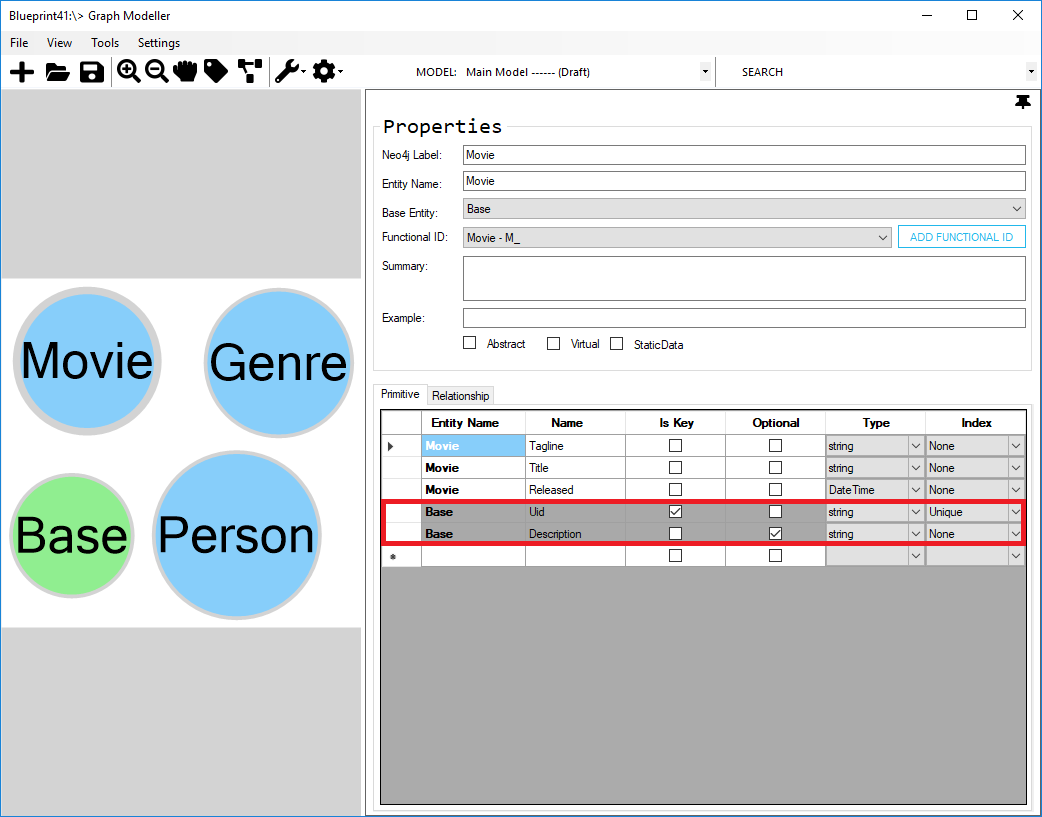 Blueprint41:\> Graph Modeller
File View Tools Settings
MODEL: Main Model ------ (Draft) SEARCH
Properties
Neo4j Label: Movie
Entity Name: Movie
Base Entity: Base
Functional ID: Movie - M_ ADD FUNCTIONAL ID
Summary:
Example:
Abstract Virtual StaticData
Movie
Genre
Base
Person
Primitive Relationship
Entity Name Name Is Key Optional Type Index
Movie Tagline string None
Movie Title string None
Movie Released DateTime None
Base Uid string Unique
Base Description string None